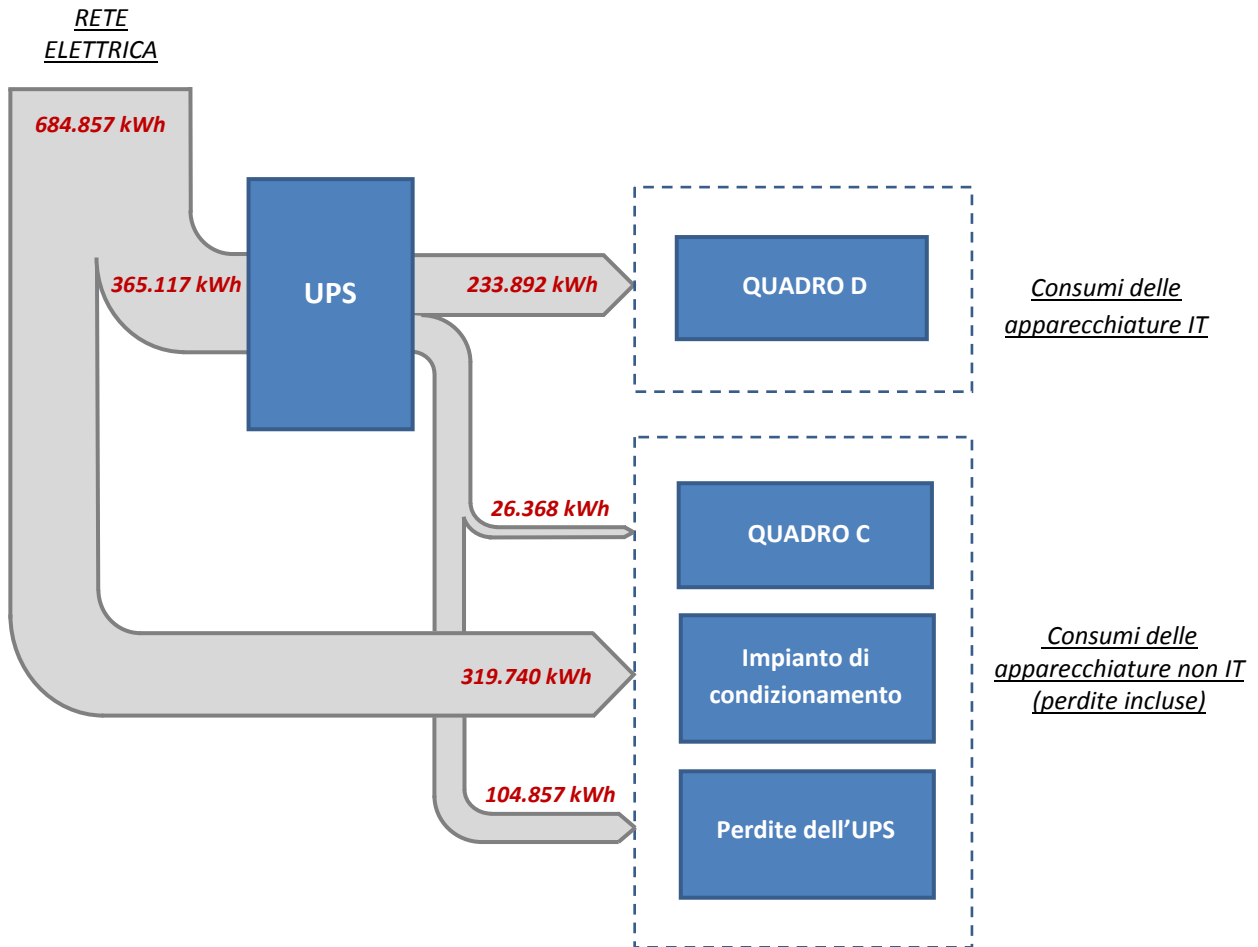 RETE
ELETTRICA
684.857 kWh
365.117 kWh
UPS
233.892 kWh
QUADRO D
Consumi delle
apparecchiature IT
26.368 kWh
QUADRO C
319.740 kWh
Impianto di
condizionamento
Consumi delle
apparecchiature non IT
(perdite incluse)
104.857 kWh
Perdite dell’UPS